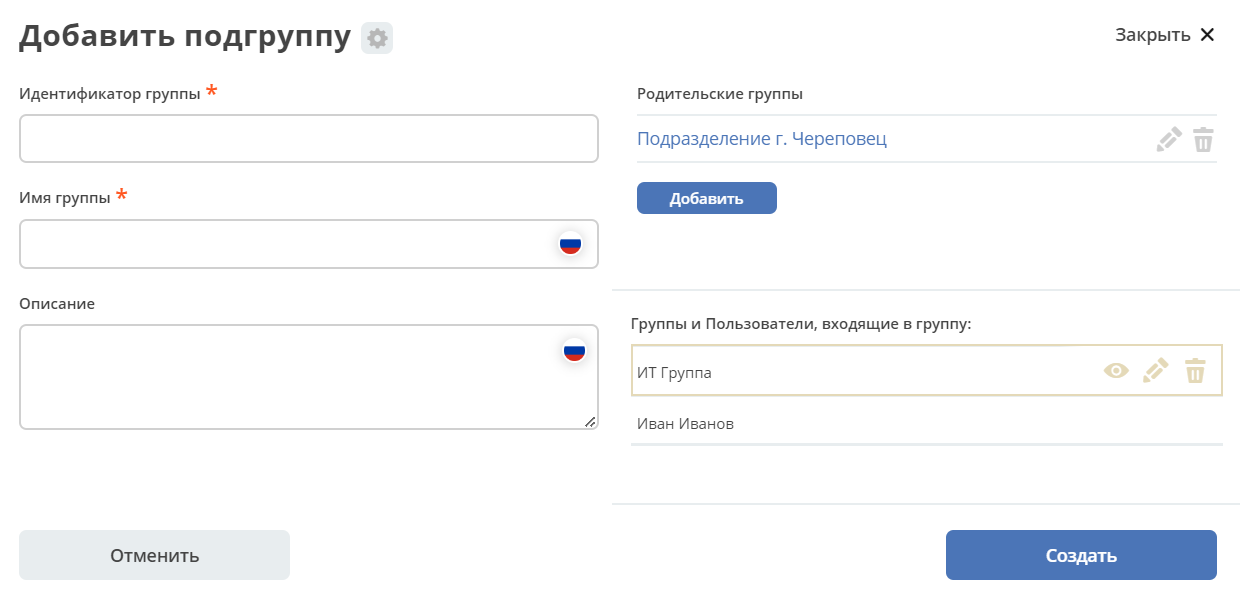 Добавить подгруппу
Закрыть
Идентификатор группы *
Имя группы *
Описание
Родительские группы
Подразделение г. Череповец
Добавить
Группы и Пользователи, входящие в группу:
ИТ Группа
Иван Иванов
Отменить
Создать